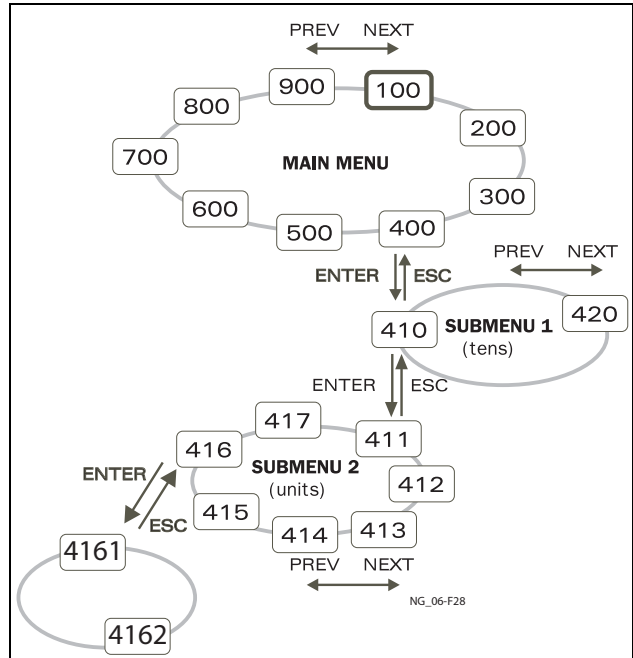 PREV NEXT
900
100
800
200
700
MAIN MENU
300
600
500
400
PREV NEXT
ENTER ESC
410
SUBMENU 1
(tens)
420
ENTER ESC
417
411
416
SUBMENU 2
(units)
412
ENTER
ESC
415
414
413
4161
PREV NEXT
4162
NG_06-F28